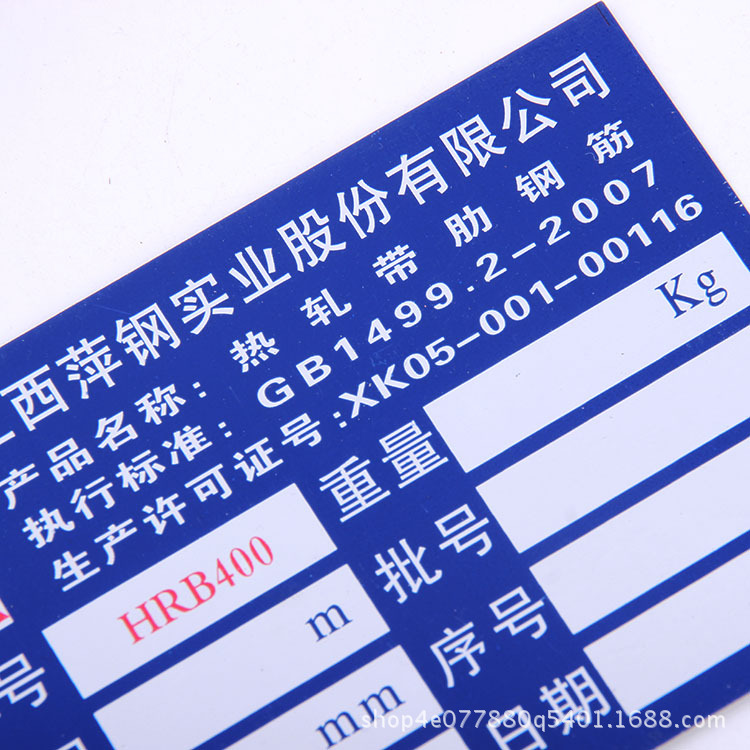 西萍钢实业股份有限公司
产品名称：热轧带肋钢筋
执行标准：GB1499.2-2007
生产许可证号:XK05-001-00116
HRB400 重量 Kg
号 m 批号
mm 序号
日期
shop4e077880q5401.1688.com